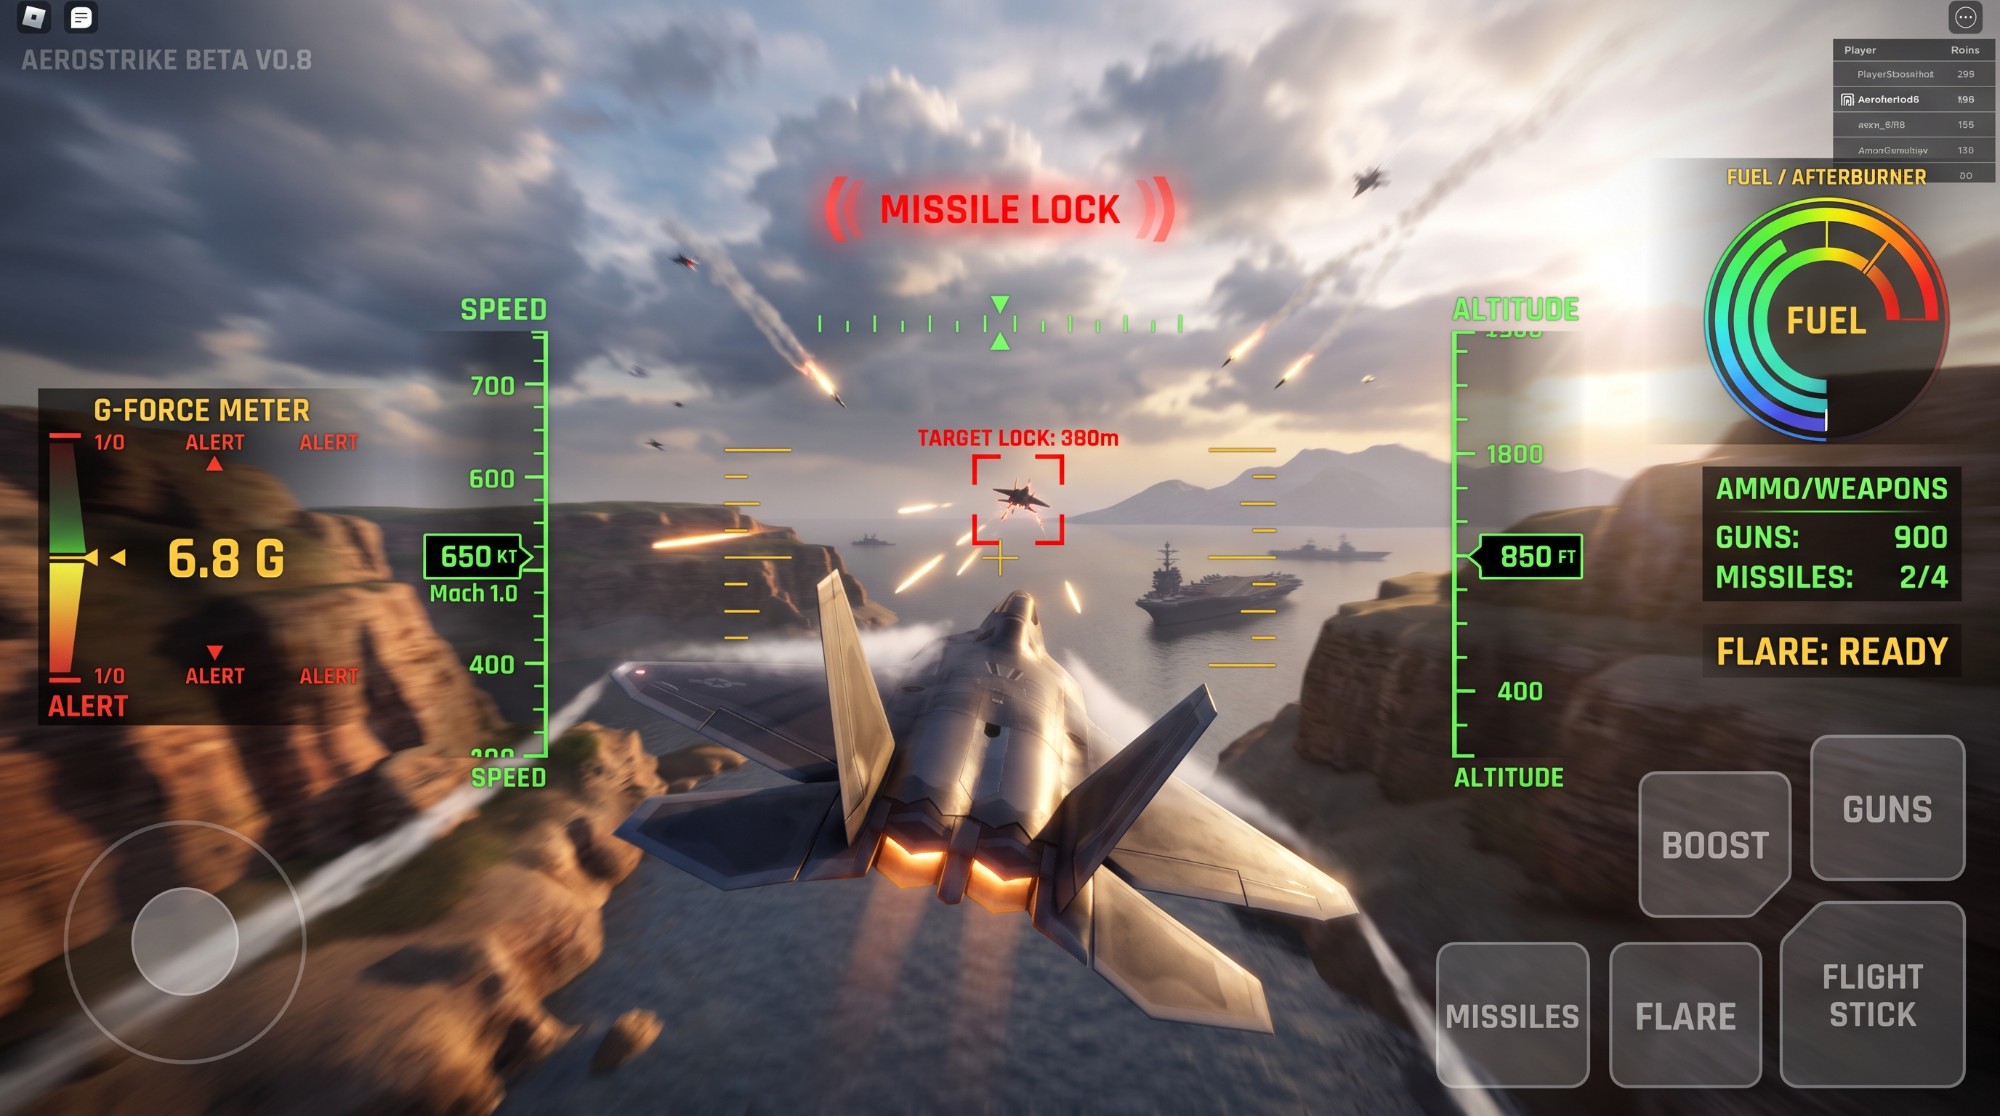 AEROSTRIKE BETA V0.8
Player Roins
298
196
155
130
MISSILE LOCK
FUEL / AFTERBURNER
FUEL
SPEED
700
600
650 KT
Mach 1.0
400
SPEED
ALTITUDE
1800
850 FT
400
ALTITUDE
TARGET LOCK: 380m
G-FORCE METER
1/0 ALERT ALERT
6.8 G
1/0 ALERT ALERT
ALERT
AMMO/WEAPONS
GUNS: 900
MISSILES: 2/4
FLARE: READY
GUNS
BOOST
FLIGHT
STICK
MISSILES
FLARE